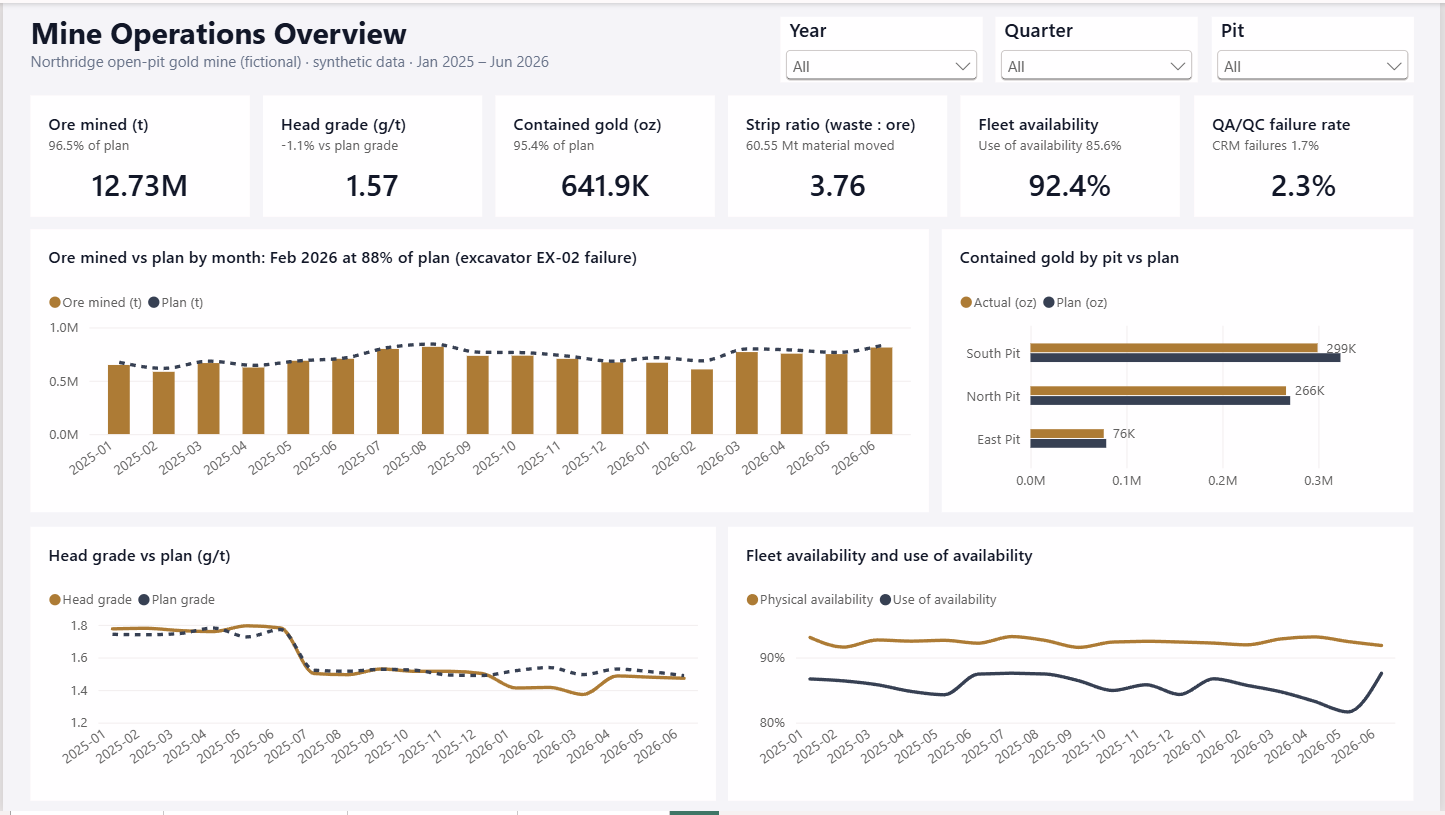 Mine Operations Overview
Northridge open-pit gold mine (fictional) · synthetic data · Jan 2025 – Jun 2026
Year
All
Quarter
All
Pit
All
Ore mined (t)
96.5% of plan
12.73M
Head grade (g/t)
-1.1% vs plan grade
1.57
Contained gold (oz)
95.4% of plan
641.9K
Strip ratio (waste : ore)
60.55 Mt material moved
3.76
Fleet availability
Use of availability 85.6%
92.4%
QA/QC failure rate
CRM failures 1.7%
2.3%
Ore mined vs plan by month: Feb 2026 at 88% of plan (excavator EX-02 failure)
Ore mined (t) Plan (t)
1.0M
0.5M
0.0M
2025-01 2025-02 2025-03 2025-04 2025-05 2025-06 2025-07 2025-08 2025-09 2025-10 2025-11 2025-12 2026-01 2026-02 2026-03 2026-04 2026-05 2026-06
Contained gold by pit vs plan
Actual (oz) Plan (oz)
South Pit 299K
North Pit 266K
East Pit 76K
0.0M 0.1M 0.2M 0.3M
Head grade vs plan (g/t)
Head grade Plan grade
1.8
1.6
1.4
1.2
2025-01 2025-02 2025-03 2025-04 2025-05 2025-06 2025-07 2025-08 2025-09 2025-10 2025-11 2025-12 2026-01 2026-02 2026-03 2026-04 2026-05 2026-06
Fleet availability and use of availability
Physical availability Use of availability
90%
80%
2025-01 2025-02 2025-03 2025-04 2025-05 2025-06 2025-07 2025-08 2025-09 2025-10 2025-11 2025-12 2026-01 2026-02 2026-03 2026-04 2026-05 2026-06